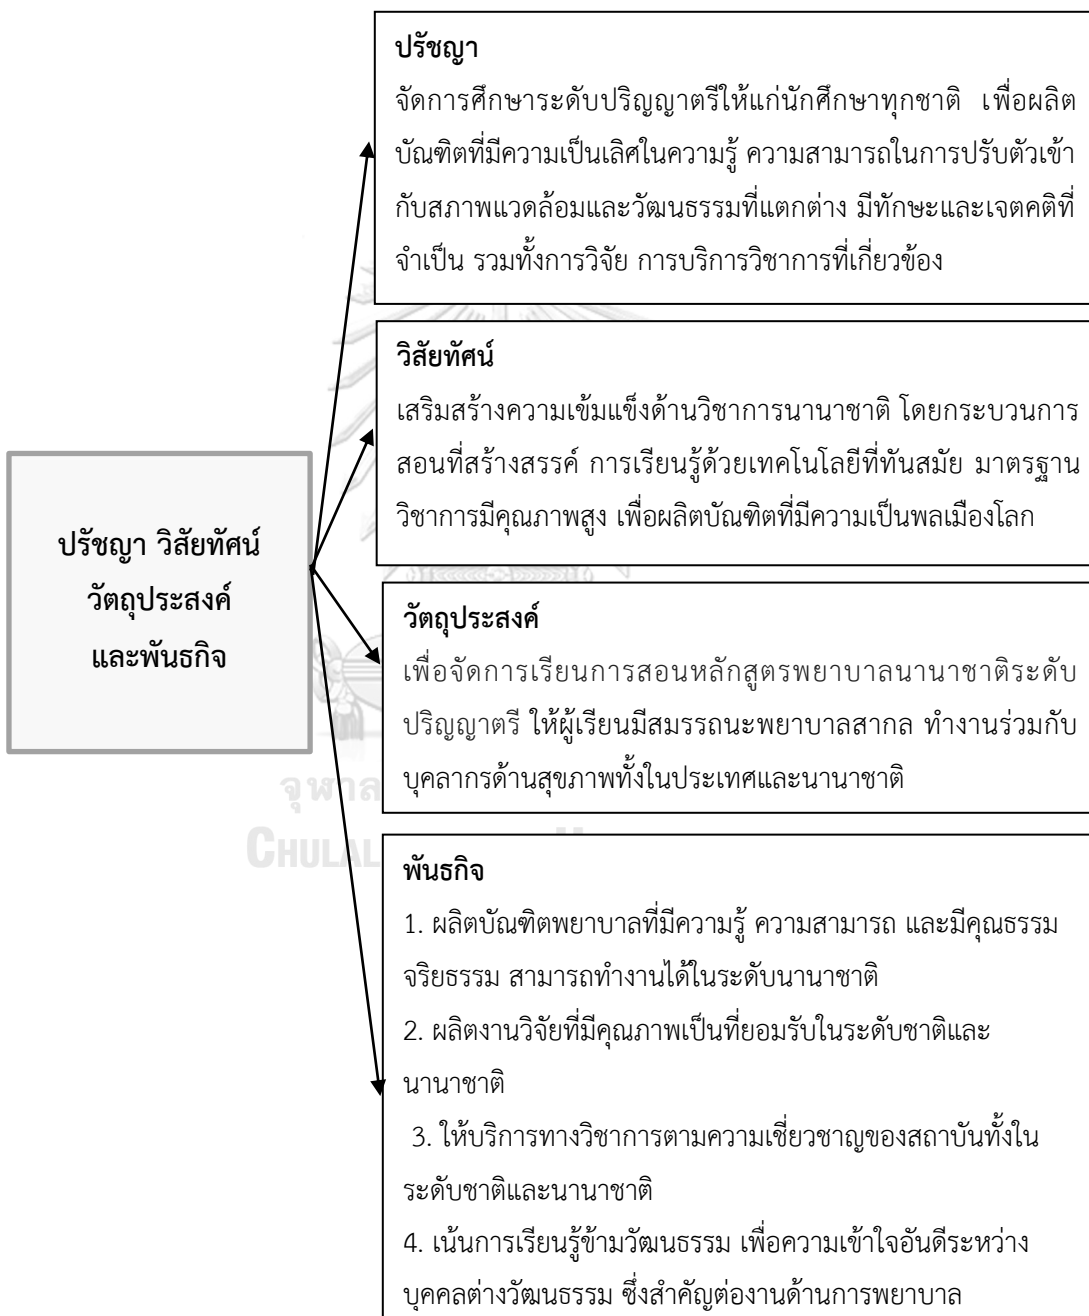 ปรัชญา
จัดการศึกษาระดับปริญญาตรีให้แก่นักศึกษาทุกชาติ เพื่อผลิต
บัณฑิตที่มีความเป็นเลิศในความรู้ ความสามารถในการปรับตัวเข้า
กับสภาพแวดล้อมและวัฒนธรรมที่แตกต่าง มีทักษะและเจตคติที่
จำเป็น รวมทั้งการวิจัย การบริการวิชาการที่เกี่ยวข้อง
วิสัยทัศน์
เสริมสร้างความเข้มแข็งด้านวิชาการนานาชาติ โดยกระบวนการ
สอนที่สร้างสรรค์ การเรียนรู้ด้วยเทคโนโลยีที่ทันสมัย มาตรฐาน
วิชาการมีคุณภาพสูง เพื่อผลิตบัณฑิตที่มีความเป็นพลเมืองโลก
ปรัชญา วิสัยทัศน์
วัตถุประสงค์
และพันธกิจ
วัตถุประสงค์
เพื่อจัดการเรียนการสอนหลักสูตรพยาบาลนานาชาติระดับ
ปริญญาตรี ให้ผู้เรียนมีสมรรถนะพยาบาลสากล ทำงานร่วมกับ
บุคลากรด้านสุขภาพทั้งในประเทศและนานาชาติ
จุฬาล
CHULAL
พันธกิจ
1. ผลิตบัณฑิตพยาบาลที่มีความรู้ ความสามารถ และมีคุณธรรม
จริยธรรม สามารถทำงานได้ในระดับนานาชาติ
2. ผลิตงานวิจัยที่มีคุณภาพเป็นที่ยอมรับในระดับชาติและ
นานาชาติ
3. ให้บริการทางวิชาการตามความเชี่ยวชาญของสถาบันทั้งใน
ระดับชาติและนานาชาติ
4. เน้นการเรียนรู้ข้ามวัฒนธรรม เพื่อความเข้าใจอันดีระหว่าง
บุคคลต่างวัฒนธรรม ซึ่งสำคัญต่องานด้านการพยาบาล